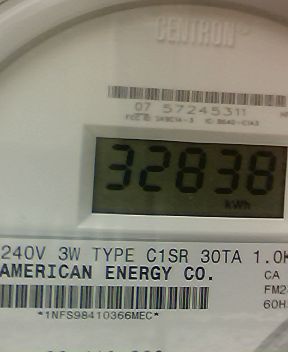 CENTRON
07 57245311
32838
kWh
240V 3W TYPE C1SR 30TA 1.0K
AMERICAN ENERGY CO.
CA
*1NFS98410366MEC*
FM2
60H